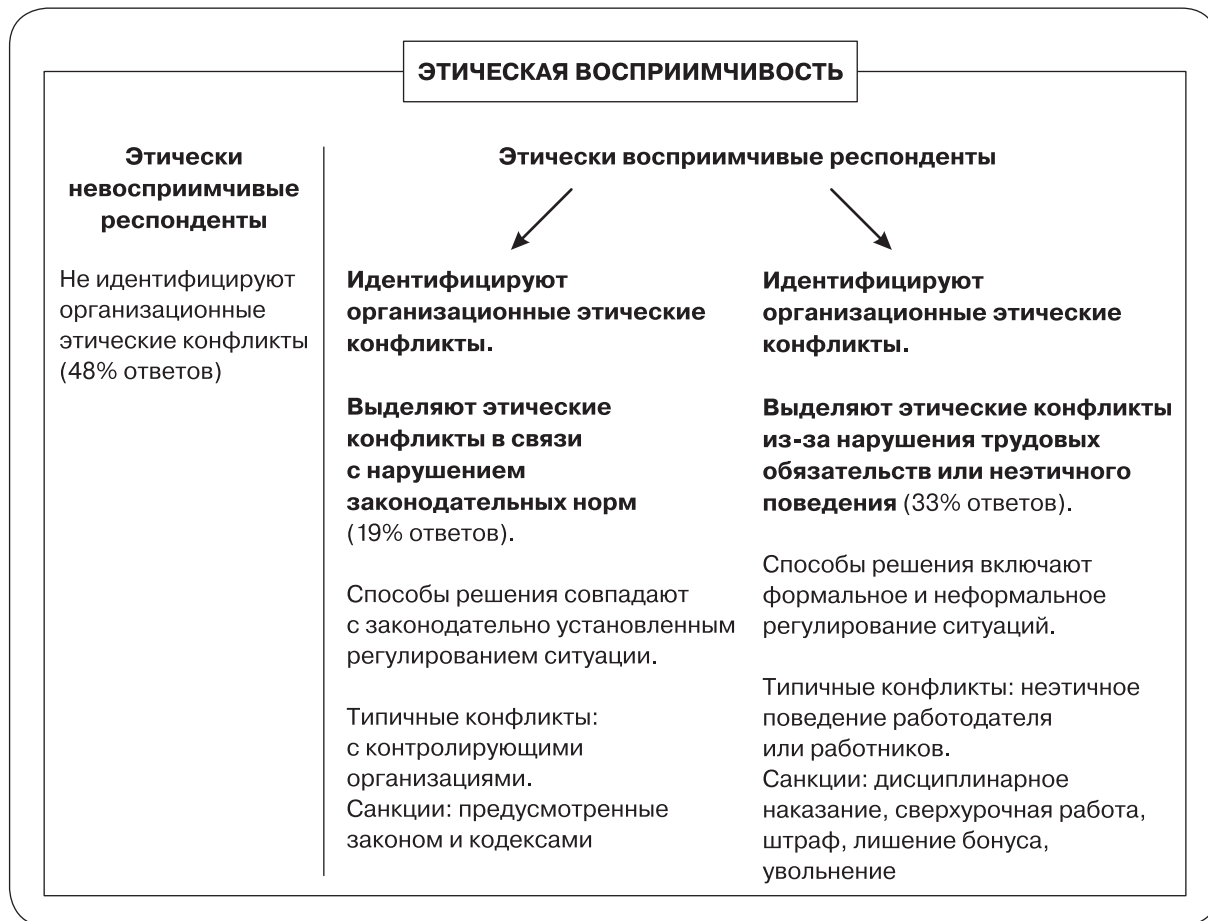 ЭТИЧЕСКАЯ ВОСПРИИМЧИВОСТЬ
Этически
невосприимчивые
респонденты
Не идентифицируют
организационные
этические конфликты
(48% ответов)
Этически восприимчивые респонденты
Идентифицируют
организационные этические
конфликты.
Выделяют этические
конфликты в связи
с нарушением
законодательных норм
(19% ответов).
Способы решения совпадают
с законодательно установленным
регулированием ситуации.
Типичные конфликты:
с контролирующими
организациями.
Санкции: предусмотренные
законом и кодексами
Идентифицируют
организационные этические
конфликты.
Выделяют этические конфликты
из-за нарушения трудовых
обязательств или неэтичного
поведения (33% ответов).
Способы решения включают
формальное и неформальное
регулирование ситуаций.
Типичные конфликты: неэтичное
поведение работодателя
или работников.
Санкции: дисциплинарное
наказание, сверхурочная работа,
штраф, лишение бонуса,
увольнение